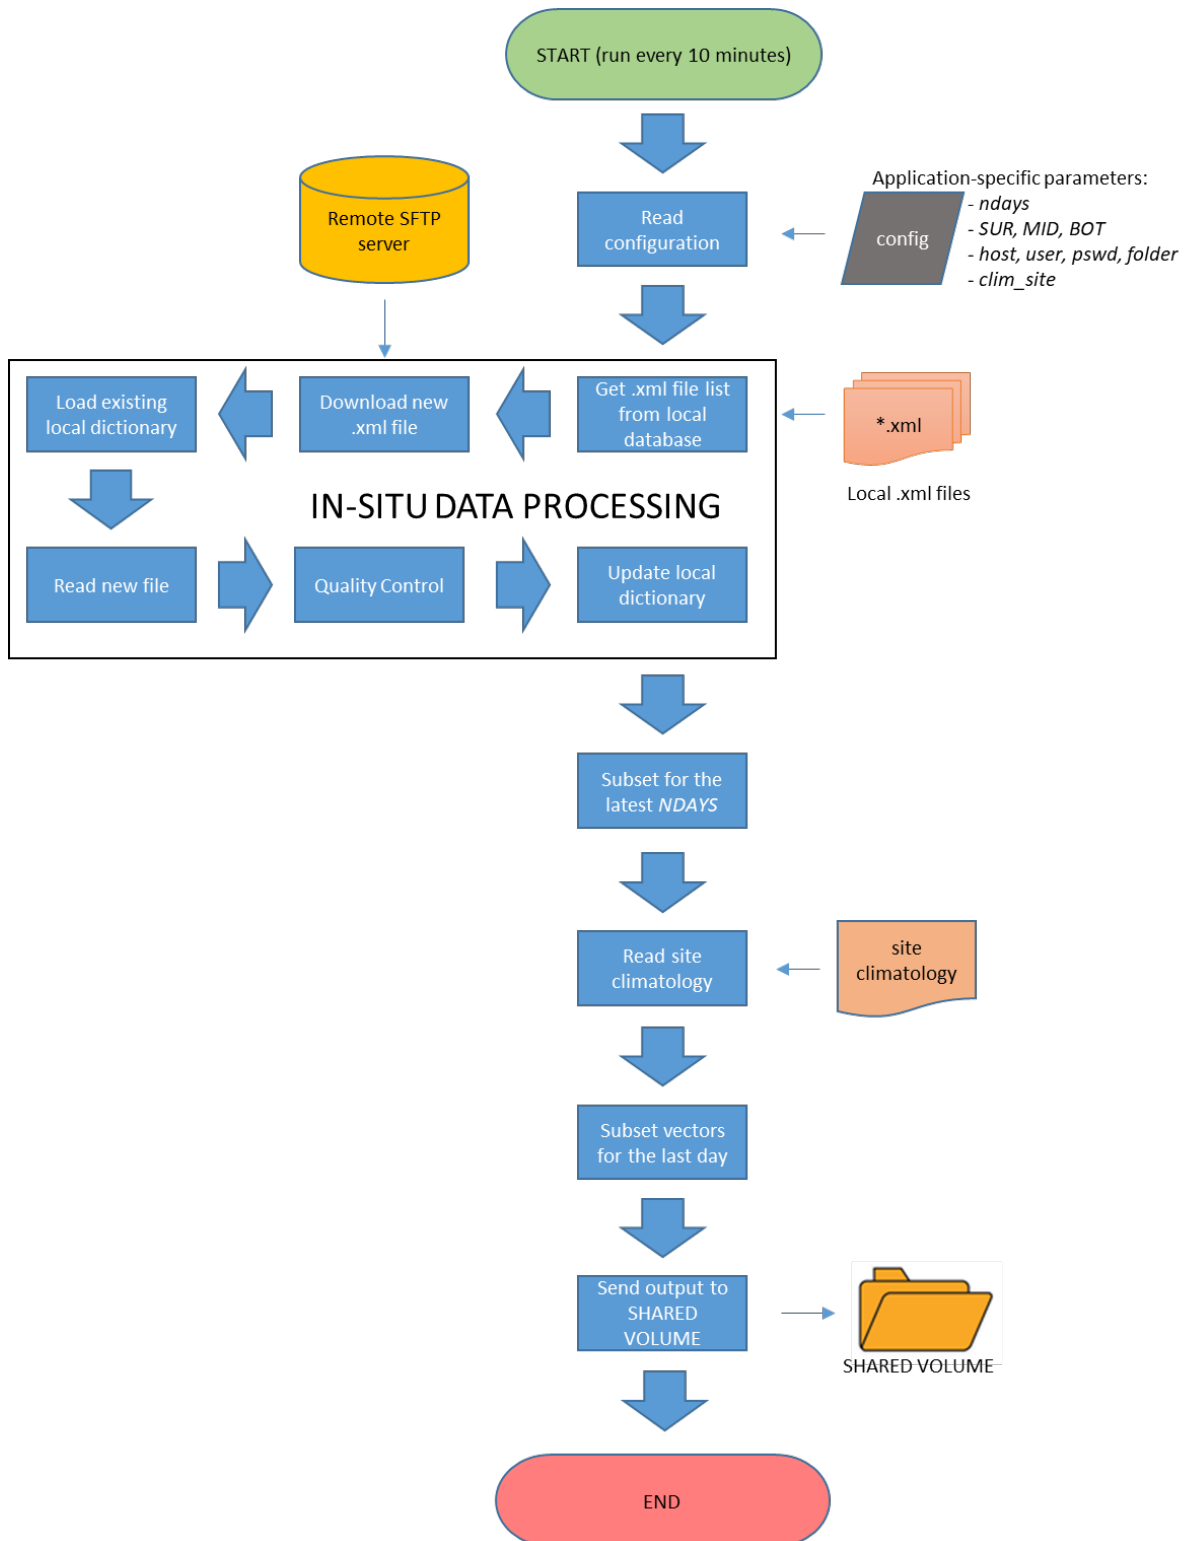 START (run every 10 minutes)
Remote SFTP
server
Read
configuration
Application-specific parameters:
- ndays
- SUR, MID, BOT
- host, user, pswd, folder
- clim_site
config
Load existing
local dictionary
Download new
.xml file
Get .xml file list
from local
database
*.xml
Local .xml files
IN-SITU DATA PROCESSING
Read new file
Quality Control
Update local
dictionary
Subset for the
latest NDAYS
Read site
climatology
site
climatology
Subset vectors
for the last day
Send output to
SHARED
VOLUME
SHARED VOLUME
END